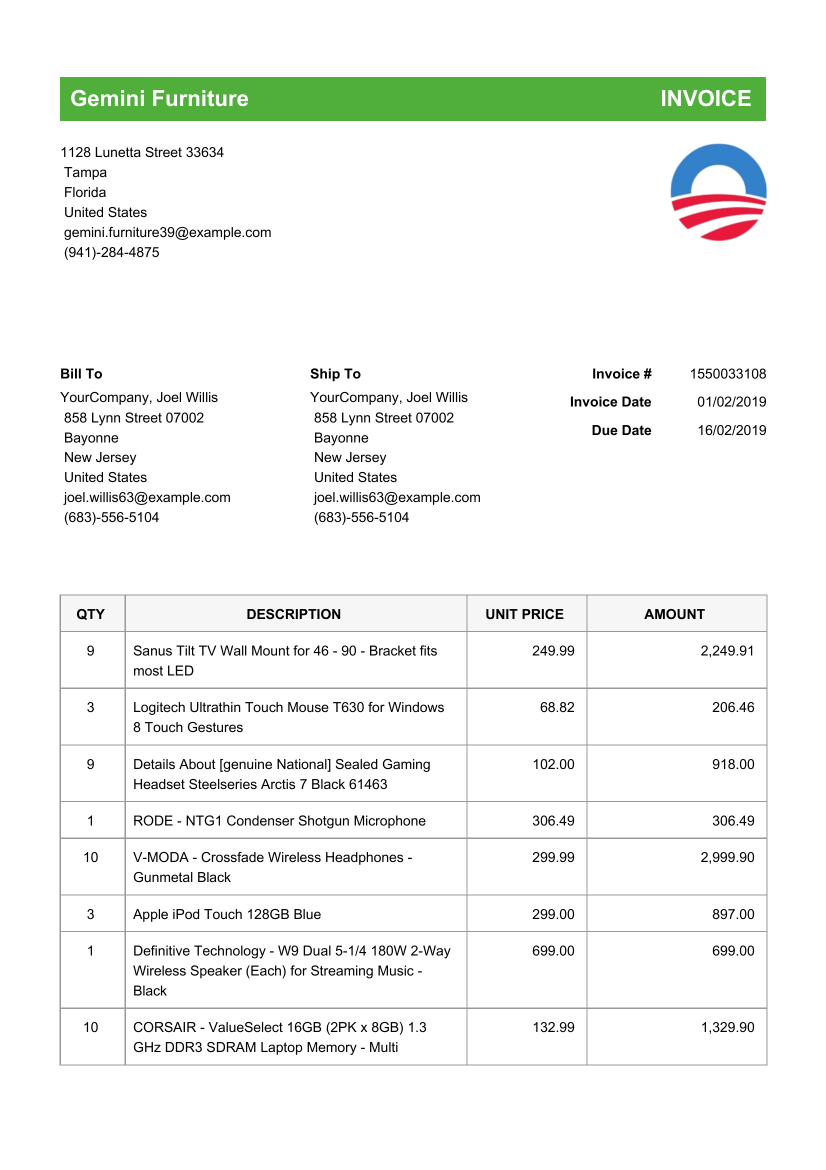 Gemini Furniture INVOICE
1128 Lunetta Street 33634
Tampa
Florida
United States
gemini.furniture39@example.com
(941)-284-4875
Bill To Ship To Invoice # 1550033108
YourCompany, Joel Willis YourCompany, Joel Willis Invoice Date 01/02/2019
858 Lynn Street 07002 858 Lynn Street 07002
Bayonne Bayonne Due Date 16/02/2019
New Jersey New Jersey
United States United States
joel.willis63@example.com joel.willis63@example.com
(683)-556-5104 (683)-556-5104
QTY DESCRIPTION UNIT PRICE AMOUNT
9 Sanus Tilt TV Wall Mount for 46 - 90 - Bracket fits 249.99 2,249.91
most LED
3 Logitech Ultrathin Touch Mouse T630 for Windows 68.82 206.46
8 Touch Gestures
9 Details About [genuine National] Sealed Gaming 102.00 918.00
Headset Steelseries Arctis 7 Black 61463
1 RODE - NTG1 Condenser Shotgun Microphone 306.49 306.49
10 V-MODA - Crossfade Wireless Headphones - 299.99 2,999.90
Gunmetal Black
3 Apple iPod Touch 128GB Blue 299.00 897.00
1 Definitive Technology - W9 Dual 5-1/4 180W 2-Way 699.00 699.00
Wireless Speaker (Each) for Streaming Music -
Black
10 CORSAIR - ValueSelect 16GB (2PK x 8GB) 1.3 132.99 1,329.90
GHz DDR3 SDRAM Laptop Memory - Multi